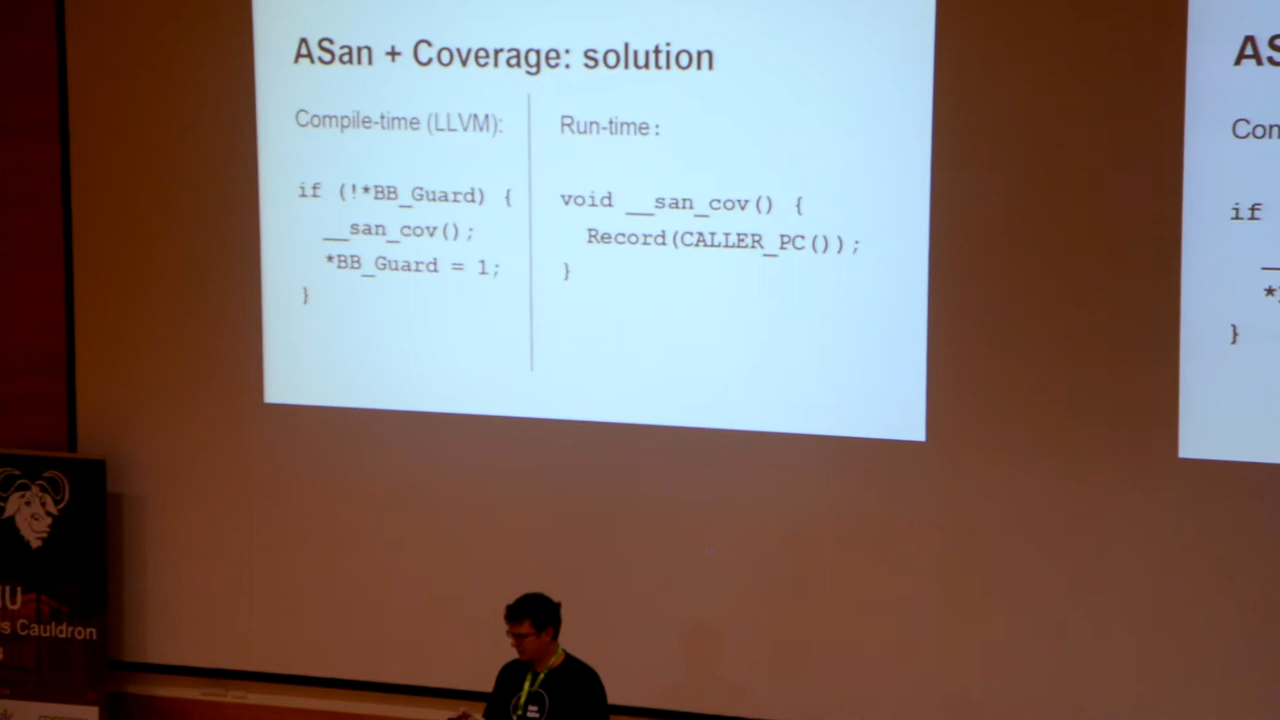 ASan + Coverage: solution
Compile-time (LLVM):
if (!*BB_Guard) {
__san_cov();
*BB_Guard = 1;
}
Run-time:
void __san_cov() {
Record(CALLER_PC());
}
AS
Con
if
}
IU
s Cauldron